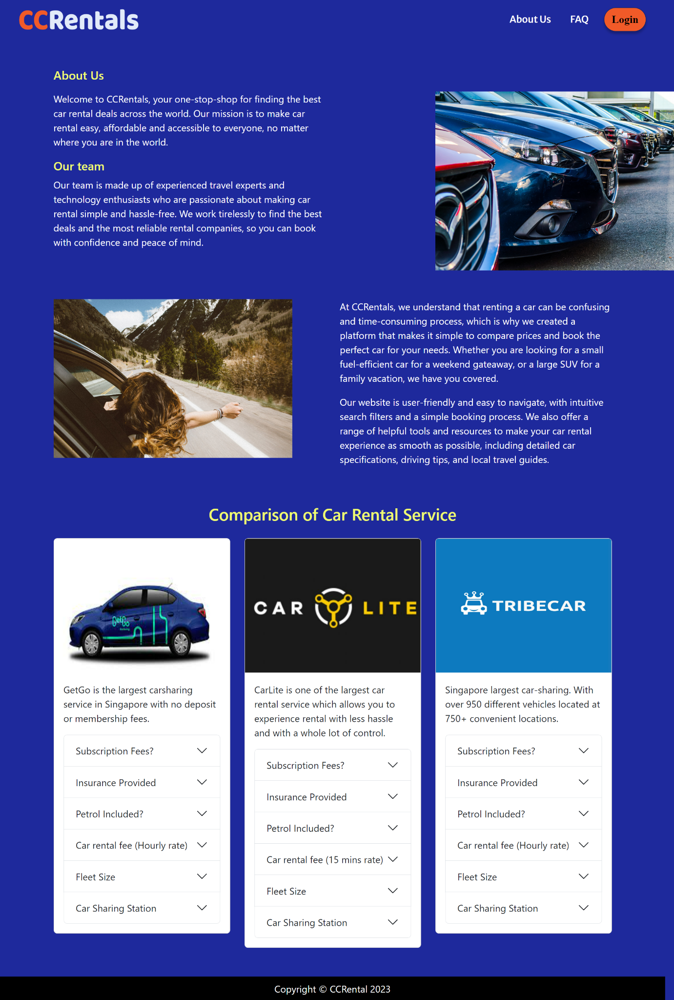 CCRentals
About Us
FAQ
Login
About Us
Welcome to CCRentals, your one-stop-shop for finding the best
car rental deals across the world. Our mission is to make car
rental easy, affordable and accessible to everyone, no matter
where you are in the world.
Our team
Our team is made up of experienced travel experts and
technology enthusiasts who are passionate about making car
rental simple and hassle-free. We work tirelessly to find the best
deals and the most reliable rental companies, so you can book
with confidence and peace of mind.
At CCRentals, we understand that renting a car can be confusing
and time-consuming process, which is why we created a
platform that makes it simple to compare prices and book the
perfect car for your needs. Whether you are looking for a small
fuel-efficient car for a weekend gateaway, or a large SUV for a
family vacation, we have you covered.
Our website is user-friendly and easy to navigate, with intuitive
search filters and a simple booking process. We also offer a
range of helpful tools and resources to make your car rental
experience as smooth as possible, including detailed car
specifications, driving tips, and local travel guides.
Comparison of Car Rental Service
GetGo
GetGo is the largest carsharing
service in Singapore with no deposit
or membership fees.
Subscription Fees?
Insurance Provided
Petrol Included?
Car rental fee (Hourly rate)
Fleet Size
Car Sharing Station
CAR LITE
CarLite is one of the largest car
rental service which allows you to
experience rental with less hassle
and with a whole lot of control.
Subscription Fees?
Insurance Provided
Petrol Included?
Car rental fee (15 mins rate)
Fleet Size
Car Sharing Station
TRIBECAR
Singapore largest car-sharing. With
over 950 different vehicles located at
750+ convenient locations.
Subscription Fees?
Insurance Provided
Petrol Included?
Car rental fee (Hourly rate)
Fleet Size
Car Sharing Station
Copyright © CCRental 2023